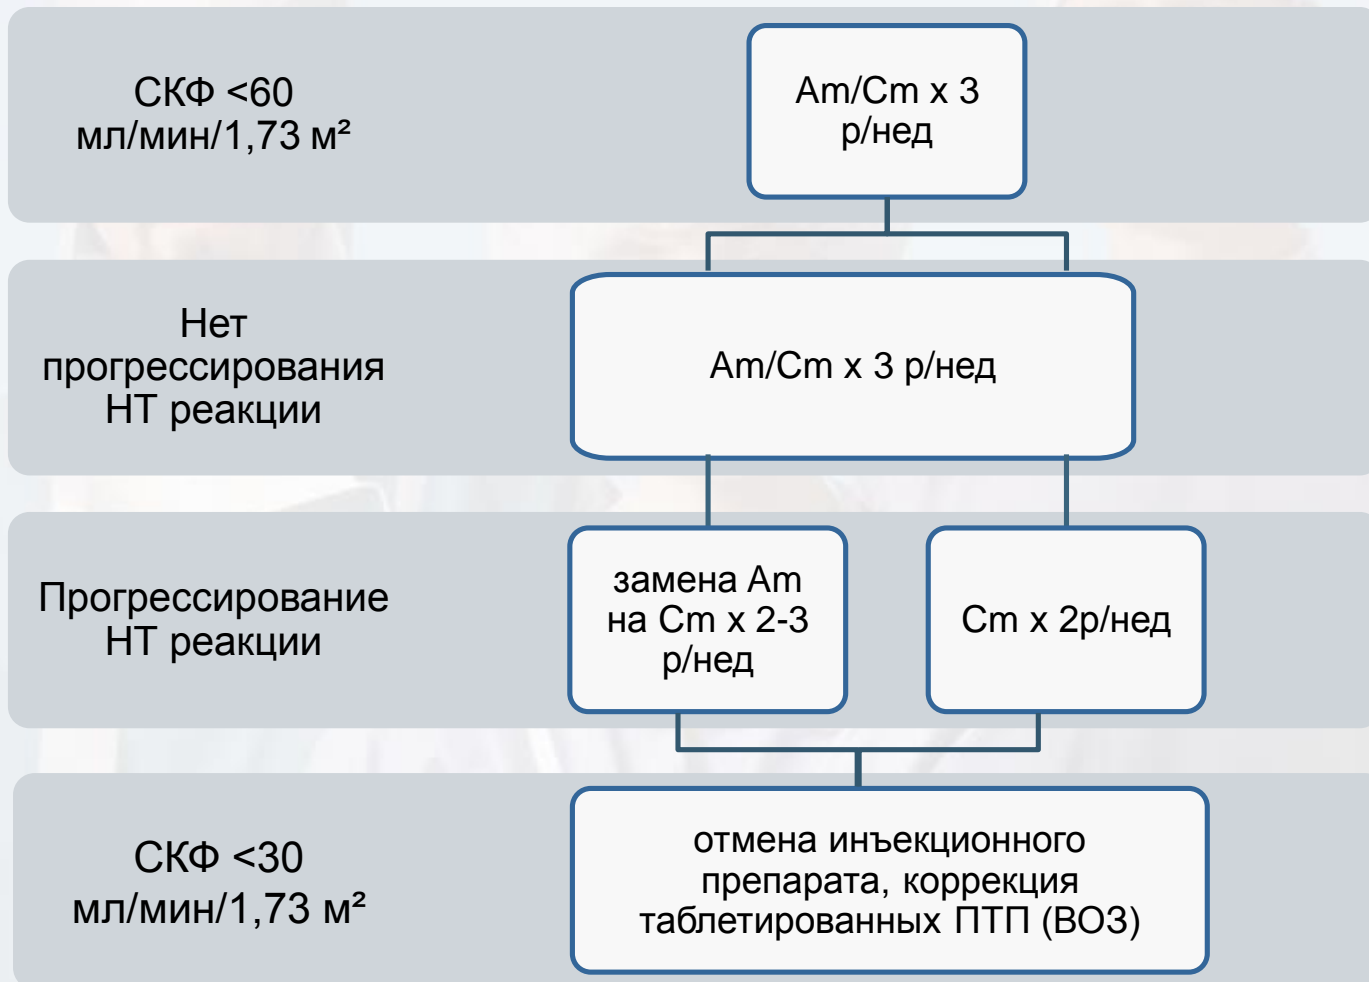 СКФ <60
мл/мин/1,73 м²
Am/Cm x 3
р/нед
Нет
прогрессирования
НТ реакции
Am/Cm x 3 р/нед
Прогрессирование
НТ реакции
замена Am
на Cm x 2-3
р/нед
Cm x 2р/нед
СКФ <30
мл/мин/1,73 м²
отмена инъекционного
препарата, коррекция
таблетированных ПТП (ВОЗ)